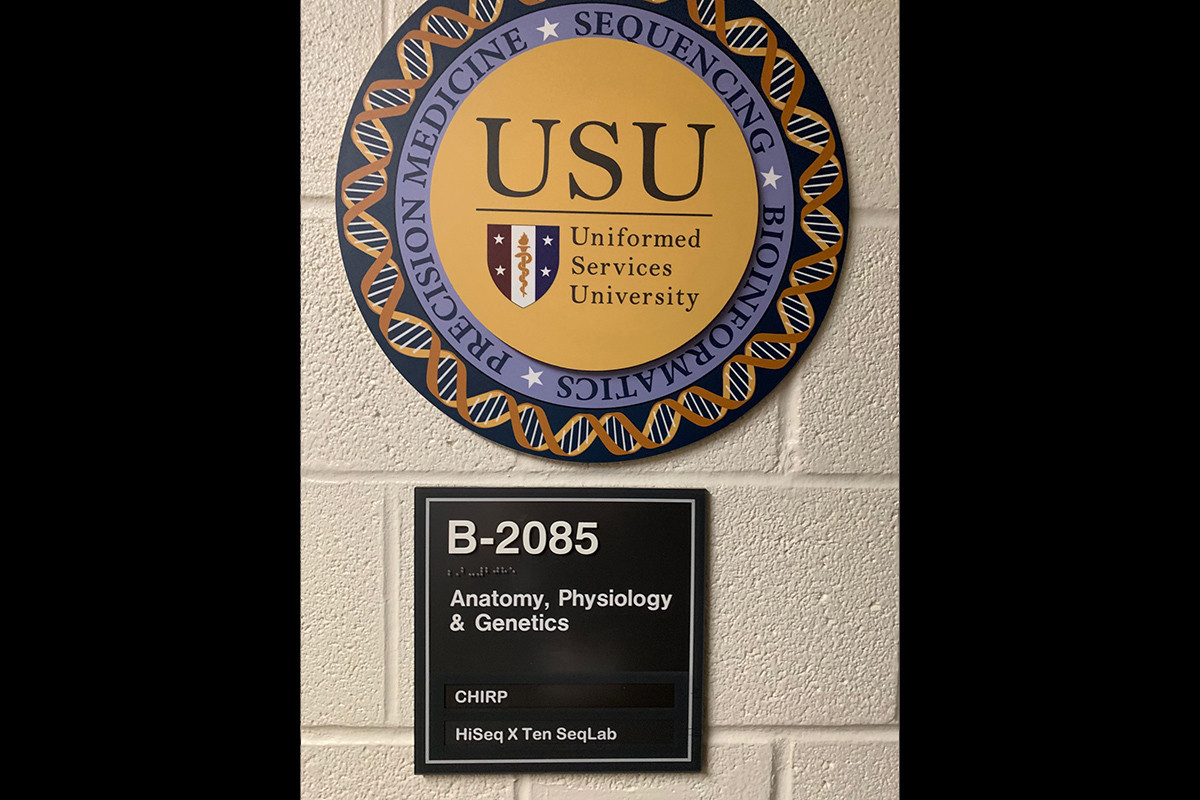 PRECISION MEDICINE ★ SEQUENCING ★ BIOINFORMATICS ★
USU
Uniformed
Services
University
B-2085
Anatomy, Physiology
& Genetics
CHIRP
HiSeq X Ten SeqLab